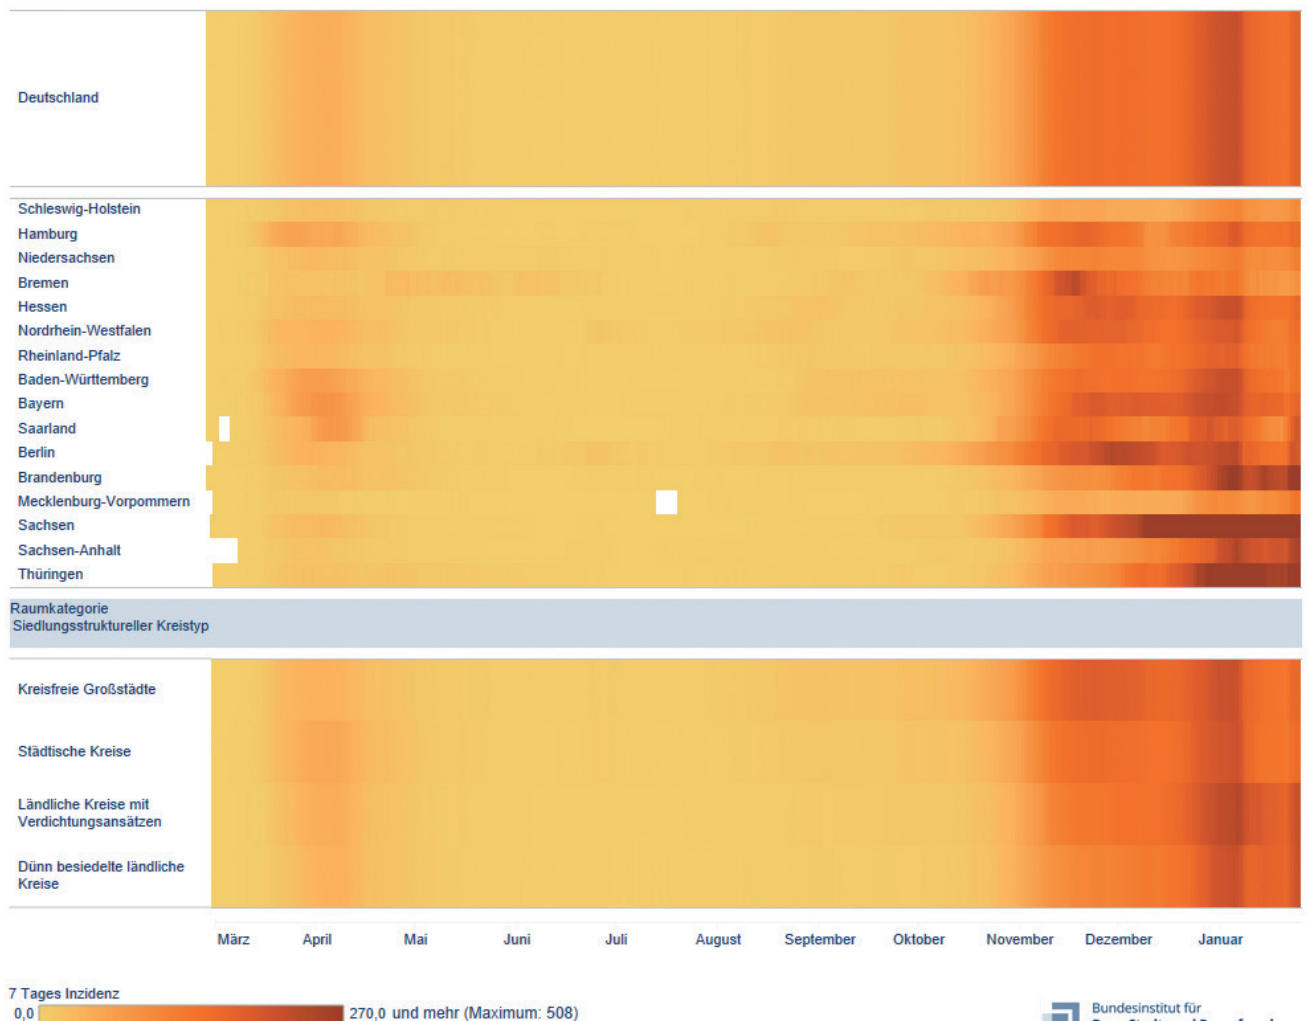 Deutschland
Schleswig-Holstein
Hamburg
Niedersachsen
Bremen
Hessen
Nordrhein-Westfalen
Rheinland-Pfalz
Baden-Württemberg
Bayern
Saarland
Berlin
Brandenburg
Mecklenburg-Vorpommern
Sachsen
Sachsen-Anhalt
Thüringen
Raumkategorie
Siedlungsstruktureller Kreistyp
Kreisfreie Großstädte
Städtische Kreise
Ländliche Kreise mit
Verdichtungsansätzen
Dünn besiedelte ländliche
Kreise
März April Mai Juni Juli August September Oktober November Dezember Januar
7 Tages Inzidenz
0,0 270,0 und mehr (Maximum: 508)
Bundesinstitut für